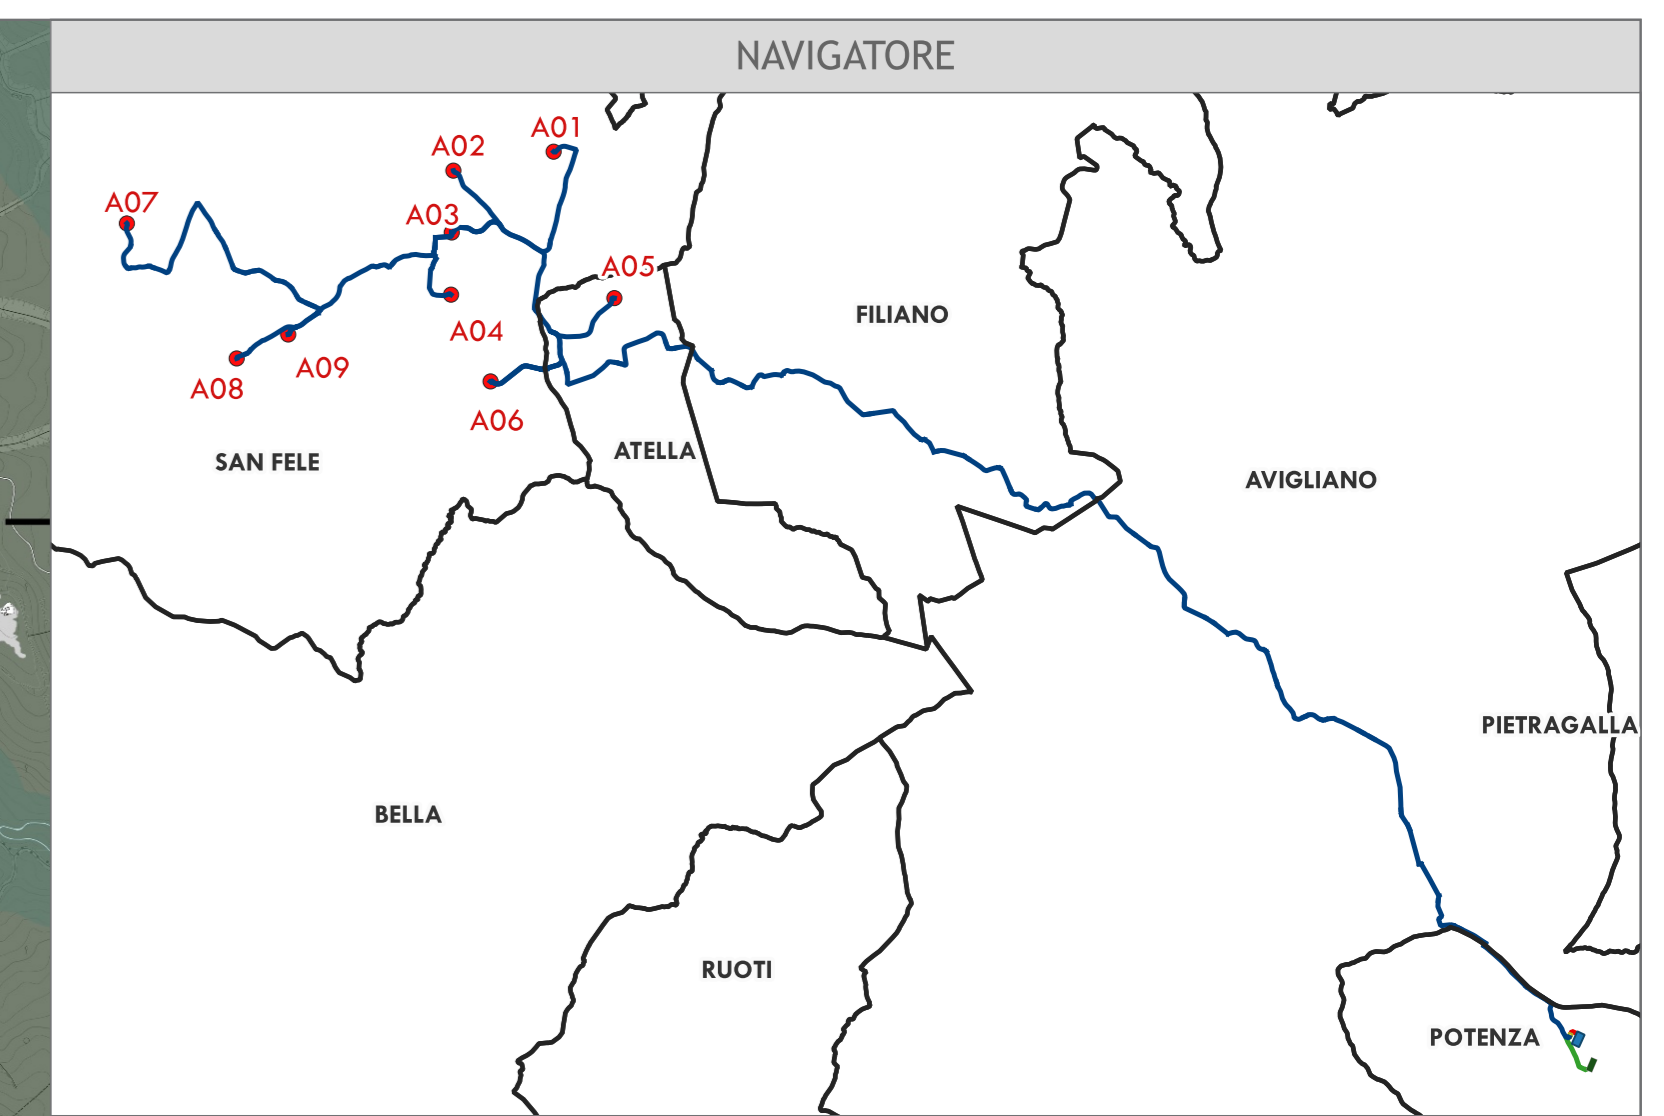 NAVIGATORE
A01
A02
A07
A03
A05
FILIANO
A04
A09
A08
A06
ATELLA
SAN FELE
AVIGLIANO
PIETRAGALLA
BELLA
RUOTI
POTENZA